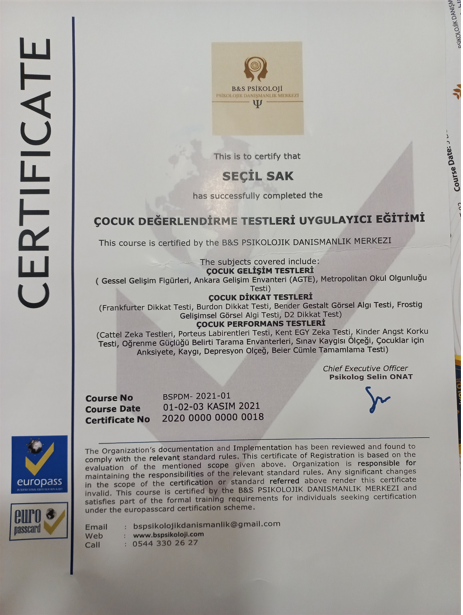 CERTIFICATE
B&S PSİKOLOJİ
PSİKOLOJİK DANIŞMANLIK MERKEZİ
Ψ
This is to certify that
SEÇİL SAK
has successfully completed the
ÇOCUK DEĞERLENDİRME TESTLERİ UYGULAYICI EĞİTİMİ
This course is certified by the B&S PSIKOLOJIK DANISMANLIK MERKEZI
The subjects covered include:
ÇOCUK GELİŞİM TESTLERİ
( Gessel Gelişim Figürleri, Ankara Gelişim Envanteri (AGTE), Metropolitan Okul Olgunluğu
Testi)
ÇOCUK DİKKAT TESTLERİ
(Frankfurter Dikkat Testi, Burdon Dikkat Testi, Bender Gestalt Görsel Algı Testi, Frostig
Gelişimsel Görsel Algi Testi, D2 Dikkat Testi)
ÇOCUK PERFORMANS TESTLERİ
(Cattel Zeka Testleri, Porteus Labirentleri Testi, Kent EGY Zeka Testi, Kinder Angst Korku
Testi, Öğrenme Güçlüğü Belirti Tarama Envanterleri, Sınav Kaygısı Ölçeği, Çocuklar için
Anksiyete, Kaygı, Depresyon Ölçeğ, Beier Cümle Tamamlama Testi)
Chief Executive Officer
Psikolog Selin ONAT
Course No BSPDM- 2021-01
Course Date 01-02-03 KASIM 2021
Certificate No 2020 0000 0000 0018
The Organization's documentation and Implementation has been reviewed and found to
comply with the relevant standard rules. This certificate of Registration is based on the
evaluation of the mentioned scope given above. Organization is responsible for
maintaining the responsibilities of the relevant standard rules. Any significant changes
in the scope of the certification or standard referred above render this certificate
invalid. This course is certified by the B&S PSIKOLOJIK DANISMANLIK MERKEZI and
satisfies part of the formal training requirements for individuals seeking certification
under the europasscard certification scheme.
Email : bspsikolojikdanismanlik@gmail.com
Web : www.bspsikoloji.com
Call : 0544 330 26 27
europass
euro
passcard
Course Date: